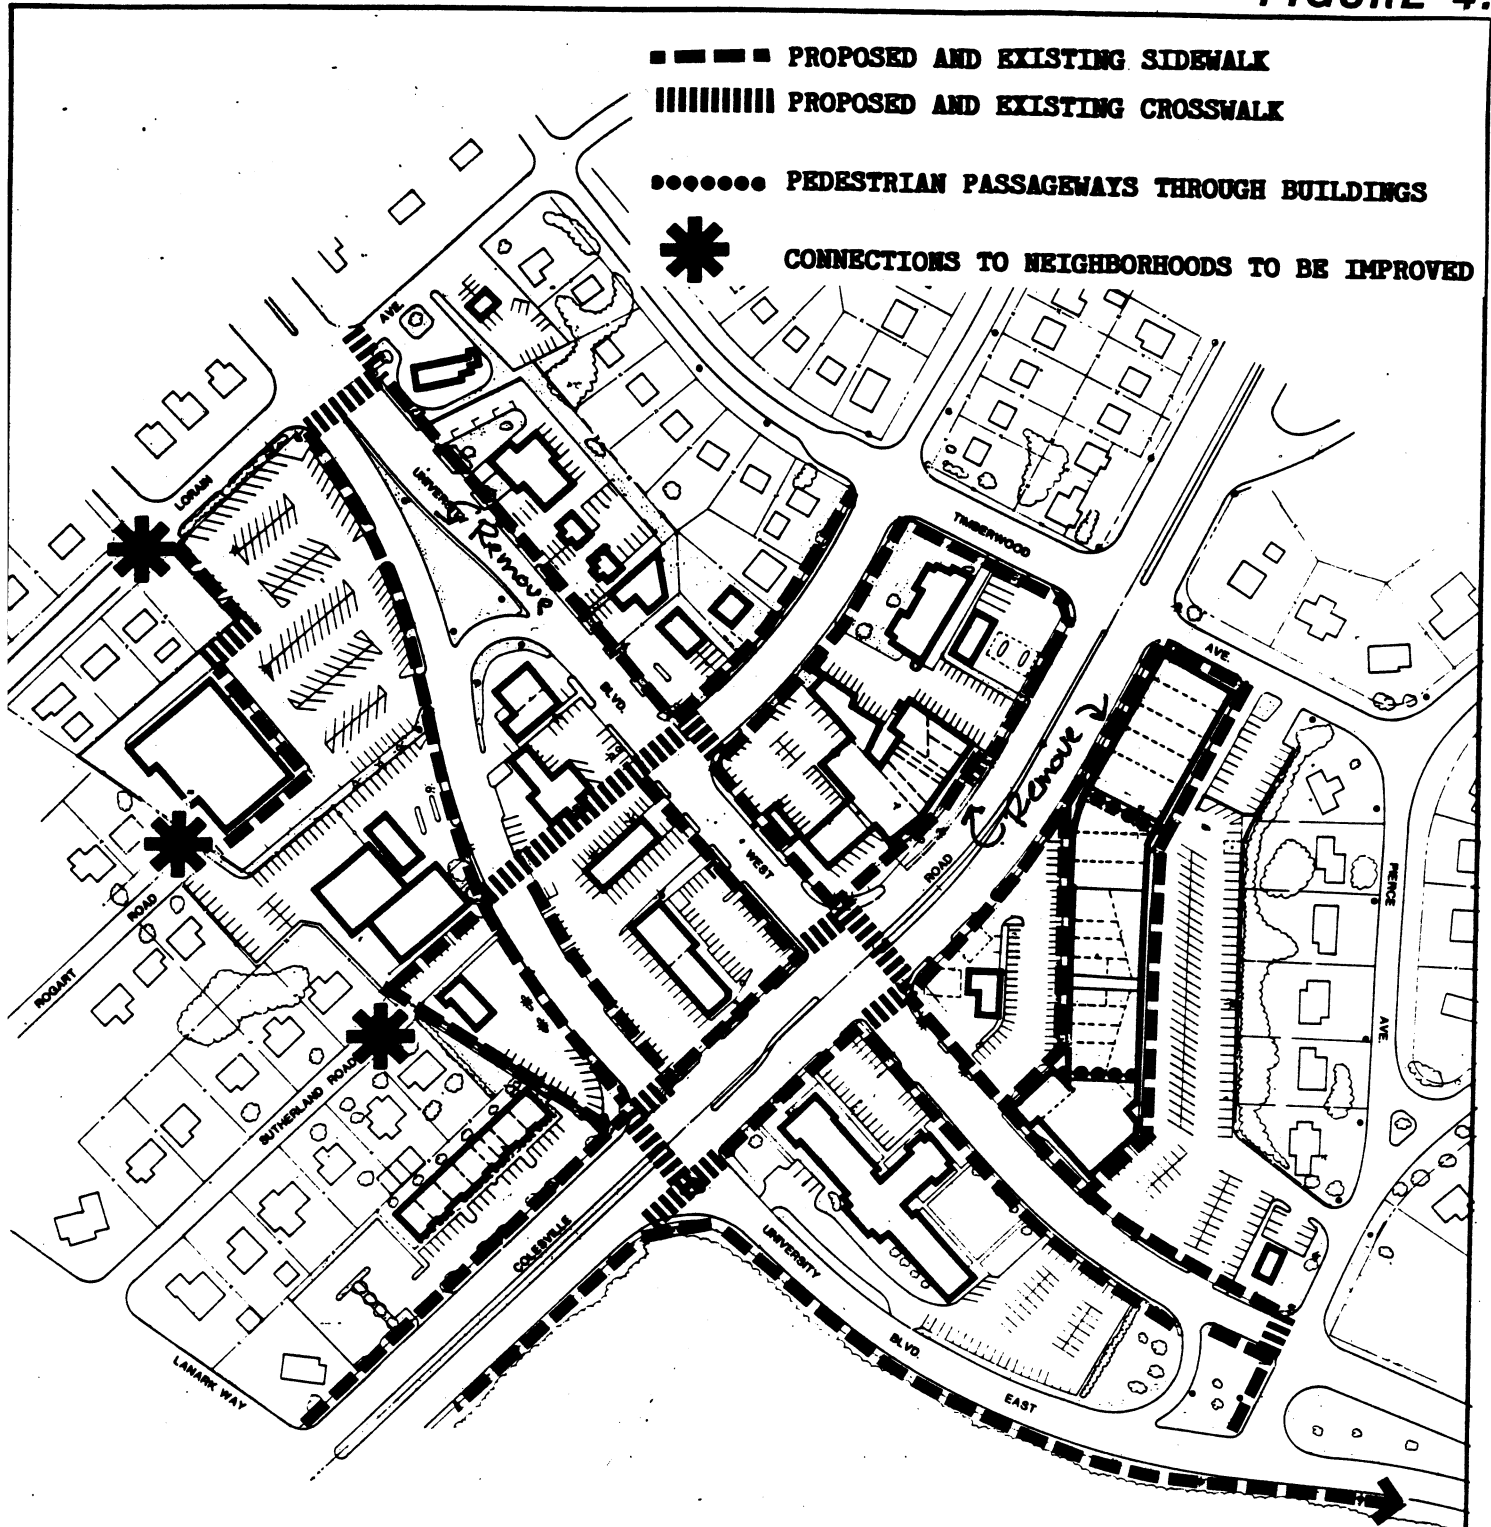 FIGURE 4.
PROPOSED AND EXISTING SIDEWALK
PROPOSED AND EXISTING CROSSWALK
PEDESTRIAN PASSAGEWAYS THROUGH BUILDINGS
CONNECTIONS TO NEIGHBORHOODS TO BE IMPROVED
AVE.
LORAIN
UNIVERSITY
Remove
TIMBERWOOD
AVE.
BLVD.
Remove
WEST
ROAD
PIERCE
AVE.
ROGART
ROAD
SUTHERLAND ROAD
COLESVILLE
UNIVERSITY
BLVD.
EAST
LANARK WAY